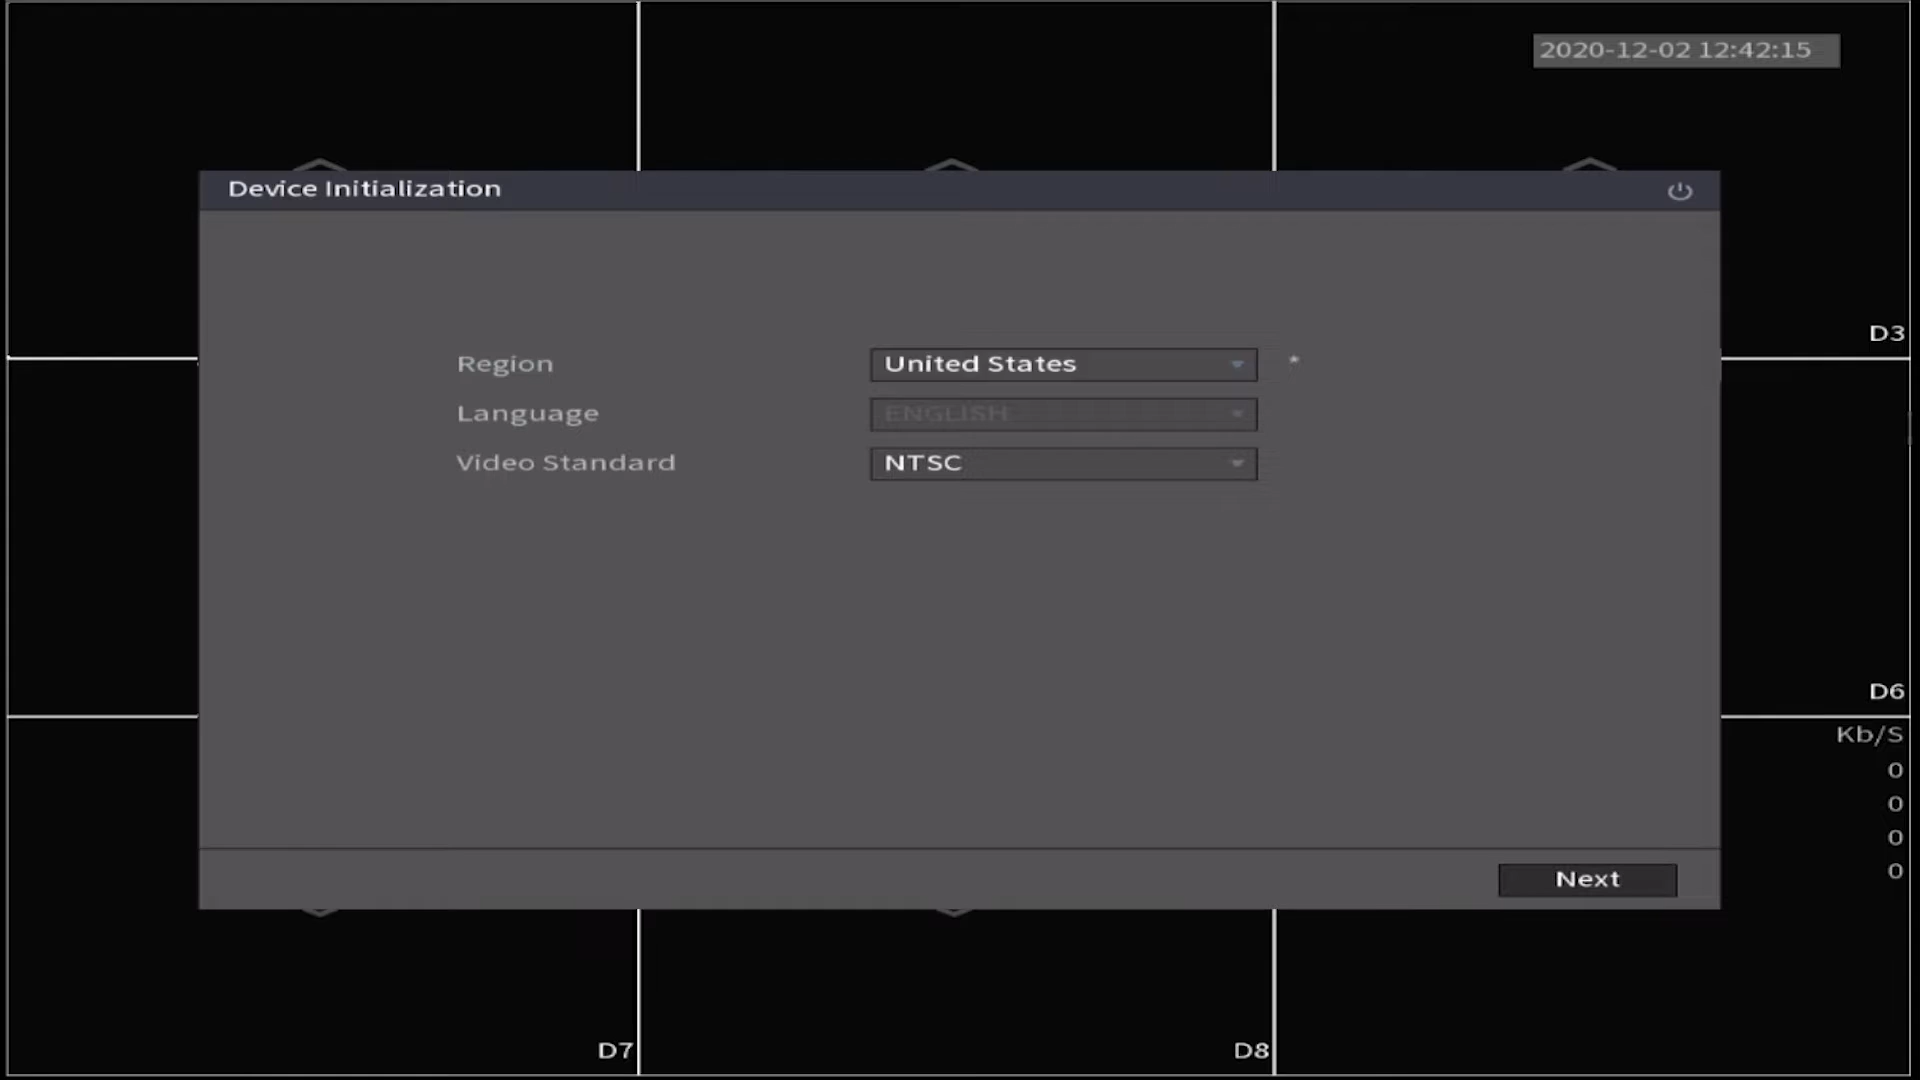 2020-12-02 12:42:15
Device Initialization
Region
United States
*
Language
ENGLISH
Video Standard
NTSC
Next
D3
D6
Kb/S
0
0
0
0
D7
D8